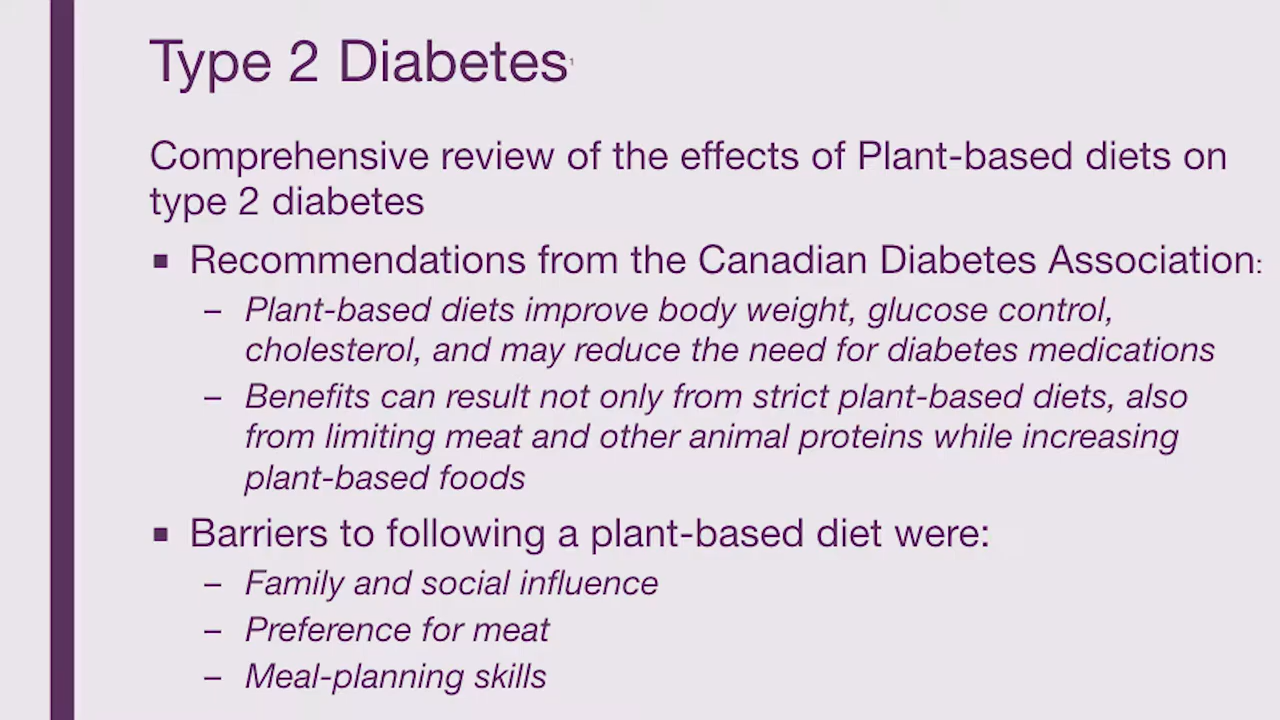 Type 2 Diabetes¹
Comprehensive review of the effects of Plant-based diets on
type 2 diabetes
▪ Recommendations from the Canadian Diabetes Association:
– Plant-based diets improve body weight, glucose control,
cholesterol, and may reduce the need for diabetes medications
– Benefits can result not only from strict plant-based diets, also
from limiting meat and other animal proteins while increasing
plant-based foods
▪ Barriers to following a plant-based diet were:
– Family and social influence
– Preference for meat
– Meal-planning skills